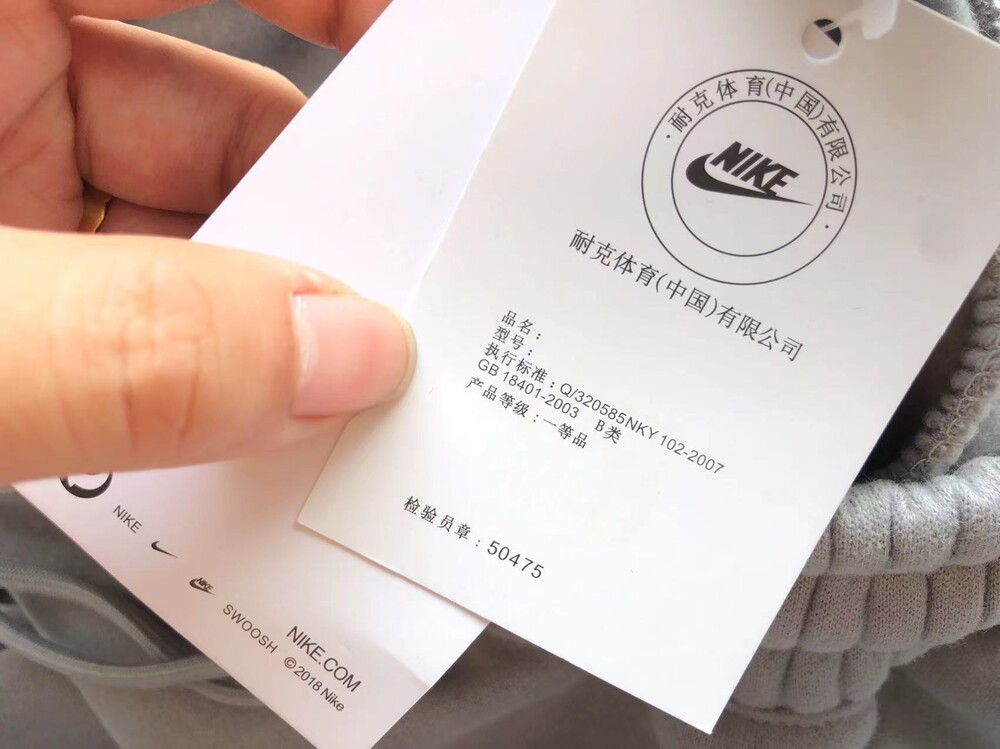 耐克体育(中国)有限公司
NIKE
耐克体育(中国)有限公司
品名：
型号：
执行标准：Q/320585NKY 102-2007
GB 18401-2003 B类
产品等级：一等品
检验员章：50475
NIKE
NIKE
SWOOSH
NIKE.COM
©2018 Nike